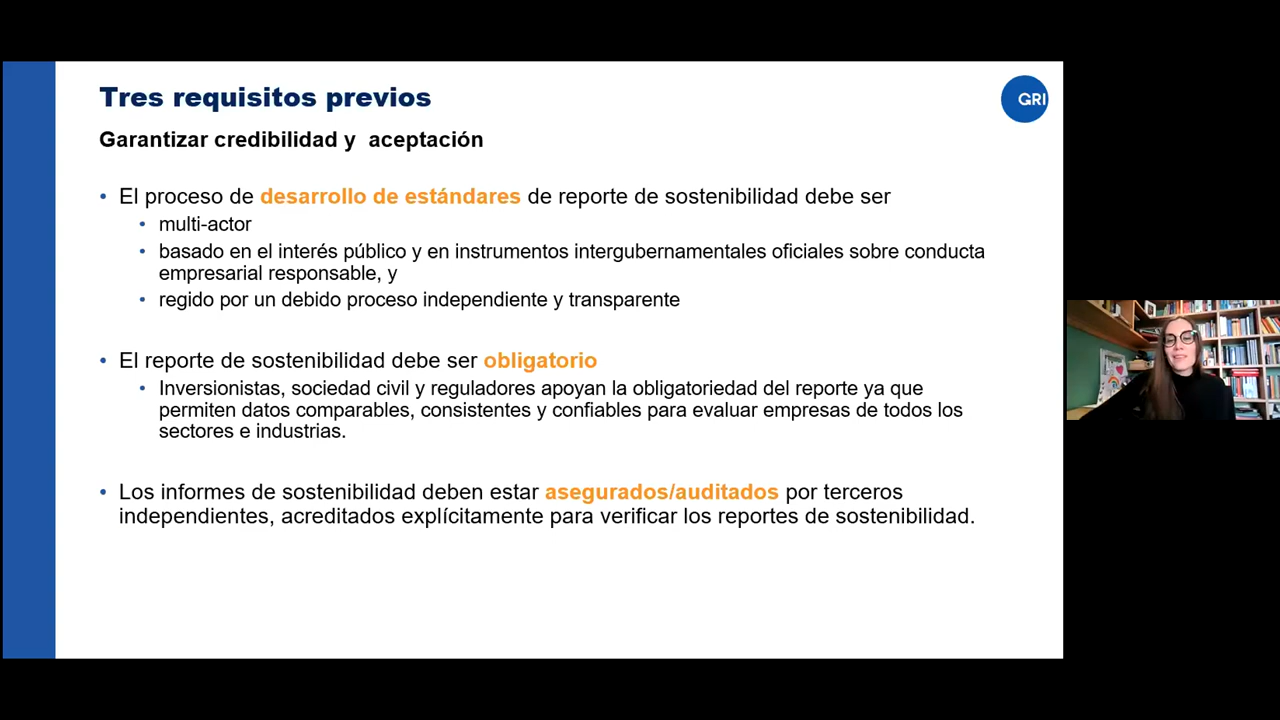 Tres requisitos previos
GRI
Garantizar credibilidad y  aceptación
• El proceso de desarrollo de estándares de reporte de sostenibilidad debe ser
• multi-actor
• basado en el interés público y en instrumentos intergubernamentales oficiales sobre conducta
empresarial responsable, y
• regido por un debido proceso independiente y transparente
• El reporte de sostenibilidad debe ser obligatorio
• Inversionistas, sociedad civil y reguladores apoyan la obligatoriedad del reporte ya que
permiten datos comparables, consistentes y confiables para evaluar empresas de todos los
sectores e industrias.
• Los informes de sostenibilidad deben estar asegurados/auditados por terceros
independientes, acreditados explícitamente para verificar los reportes de sostenibilidad.